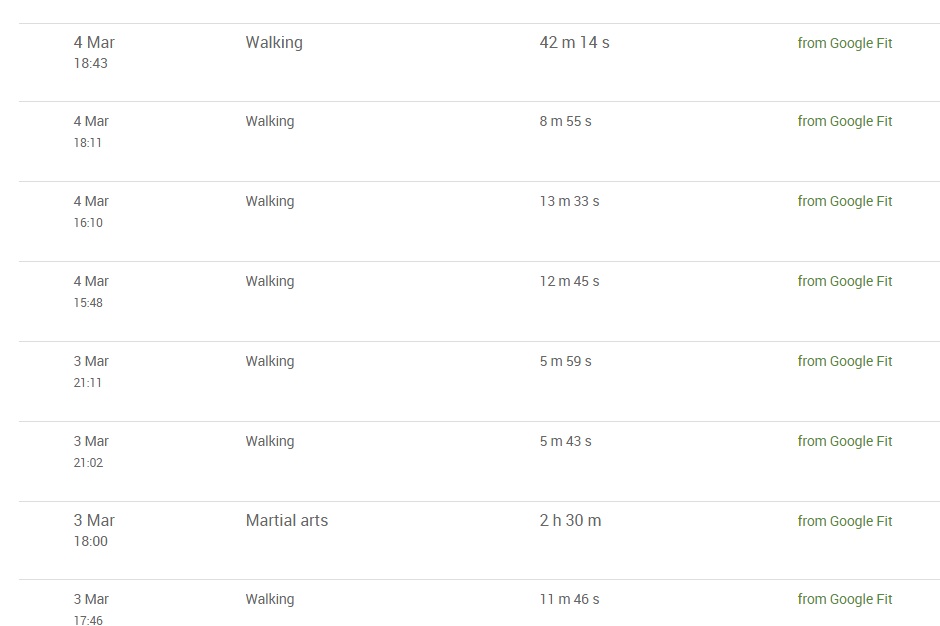 4 Mar Walking 42 m 14 s from Google Fit
18:43
4 Mar Walking 8 m 55 s from Google Fit
18:11
4 Mar Walking 13 m 33 s from Google Fit
16:10
4 Mar Walking 12 m 45 s from Google Fit
15:48
3 Mar Walking 5 m 59 s from Google Fit
21:11
3 Mar Walking 5 m 43 s from Google Fit
21:02
3 Mar Martial arts 2 h 30 m from Google Fit
18:00
3 Mar Walking 11 m 46 s from Google Fit
17:46